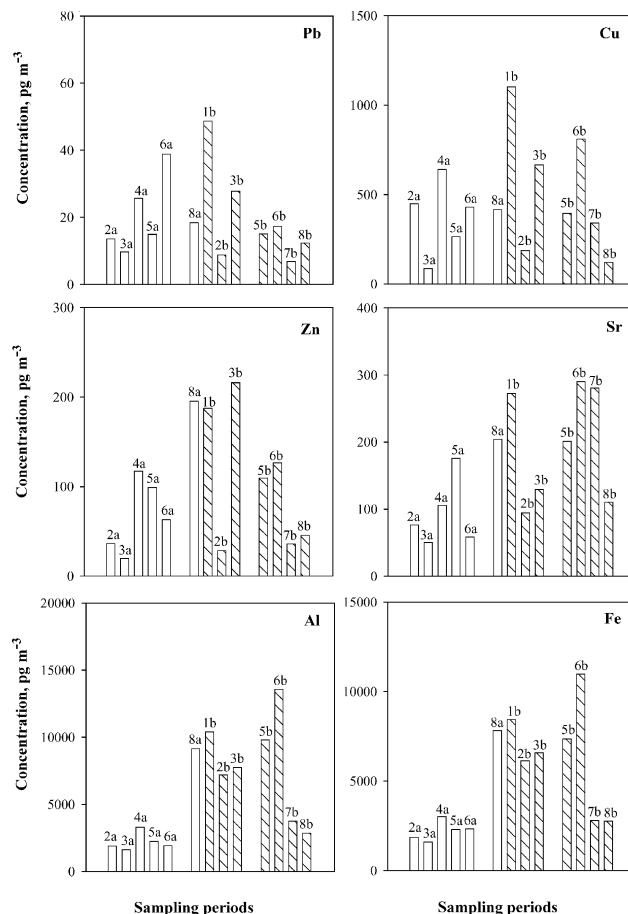 80
Pb
60
40
20
0
Concentration, pg m⁻³
2a 3a 4a 5a 6a 8a 1b 2b 3b 5b 6b 7b 8b
1500
Cu
1000
500
0
2a 3a 4a 5a 6a 8a 1b 2b 3b 5b 6b 7b 8b
300
Zn
200
100
0
Concentration, pg m⁻³
2a 3a 4a 5a 6a 8a 1b 2b 3b 5b 6b 7b 8b
400
Sr
300
200
100
0
2a 3a 4a 5a 6a 8a 1b 2b 3b 5b 6b 7b 8b
20000
Al
15000
10000
5000
0
Concentration, pg m⁻³
2a 3a 4a 5a 6a 8a 1b 2b 3b 5b 6b 7b 8b
Sampling periods
15000
Fe
10000
5000
0
2a 3a 4a 5a 6a 8a 1b 2b 3b 5b 6b 7b 8b
Sampling periods